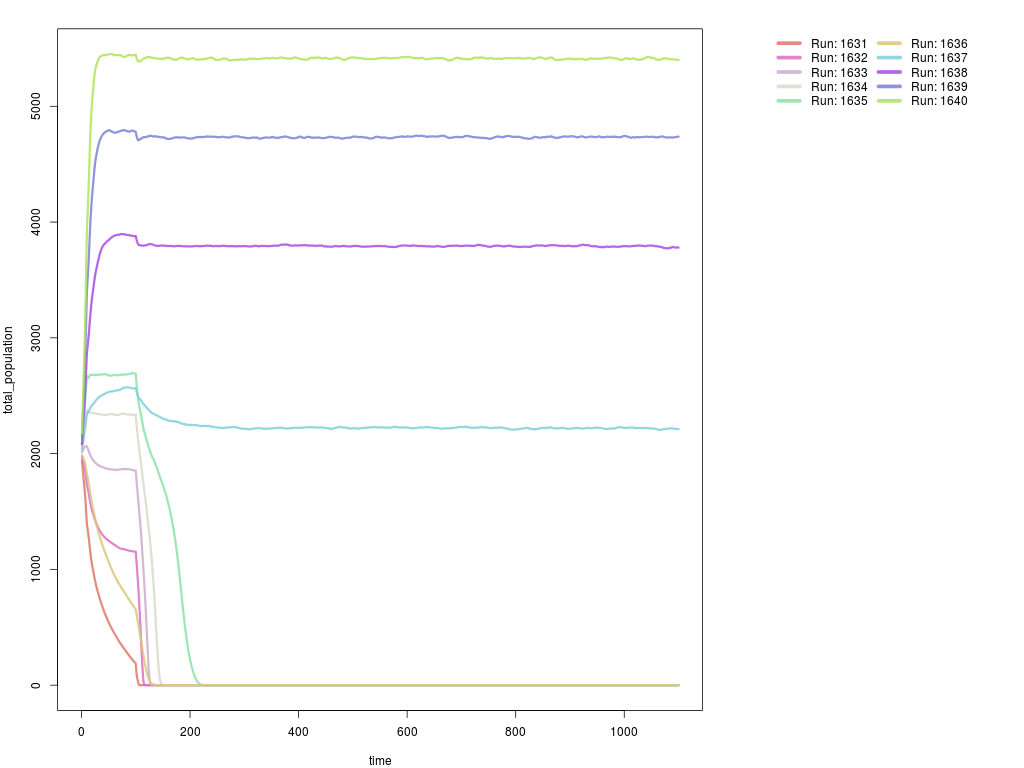 Run: 1631 Run: 1636
Run: 1632 Run: 1637
Run: 1633 Run: 1638
Run: 1634 Run: 1639
Run: 1635 Run: 1640
total_population
5000
4000
3000
2000
1000
0
0 200 400 600 800 1000
time